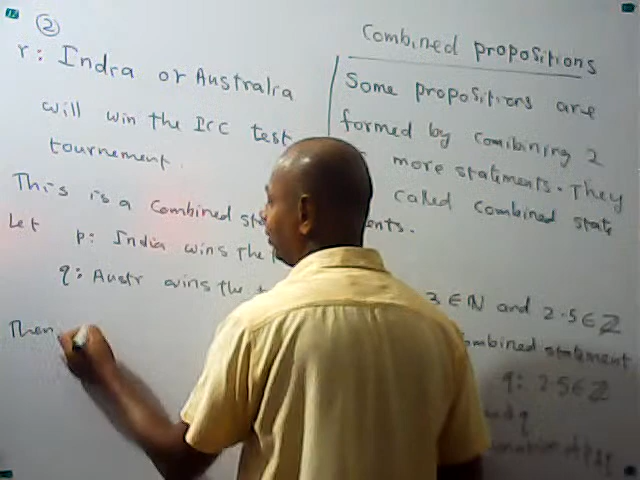 ②
r: India or Australia
will win the ICC test
tournement.
This is a Combined
Let
p: India wins the
q: Austr wins the
Then
Combined propositions
Some propositions are
formed by comibining 2
more statements. They
called Combined state
ents.
3 ∈ N and 2.5 ∈ Z
ombined statement
q: 2.5 ∈ Z